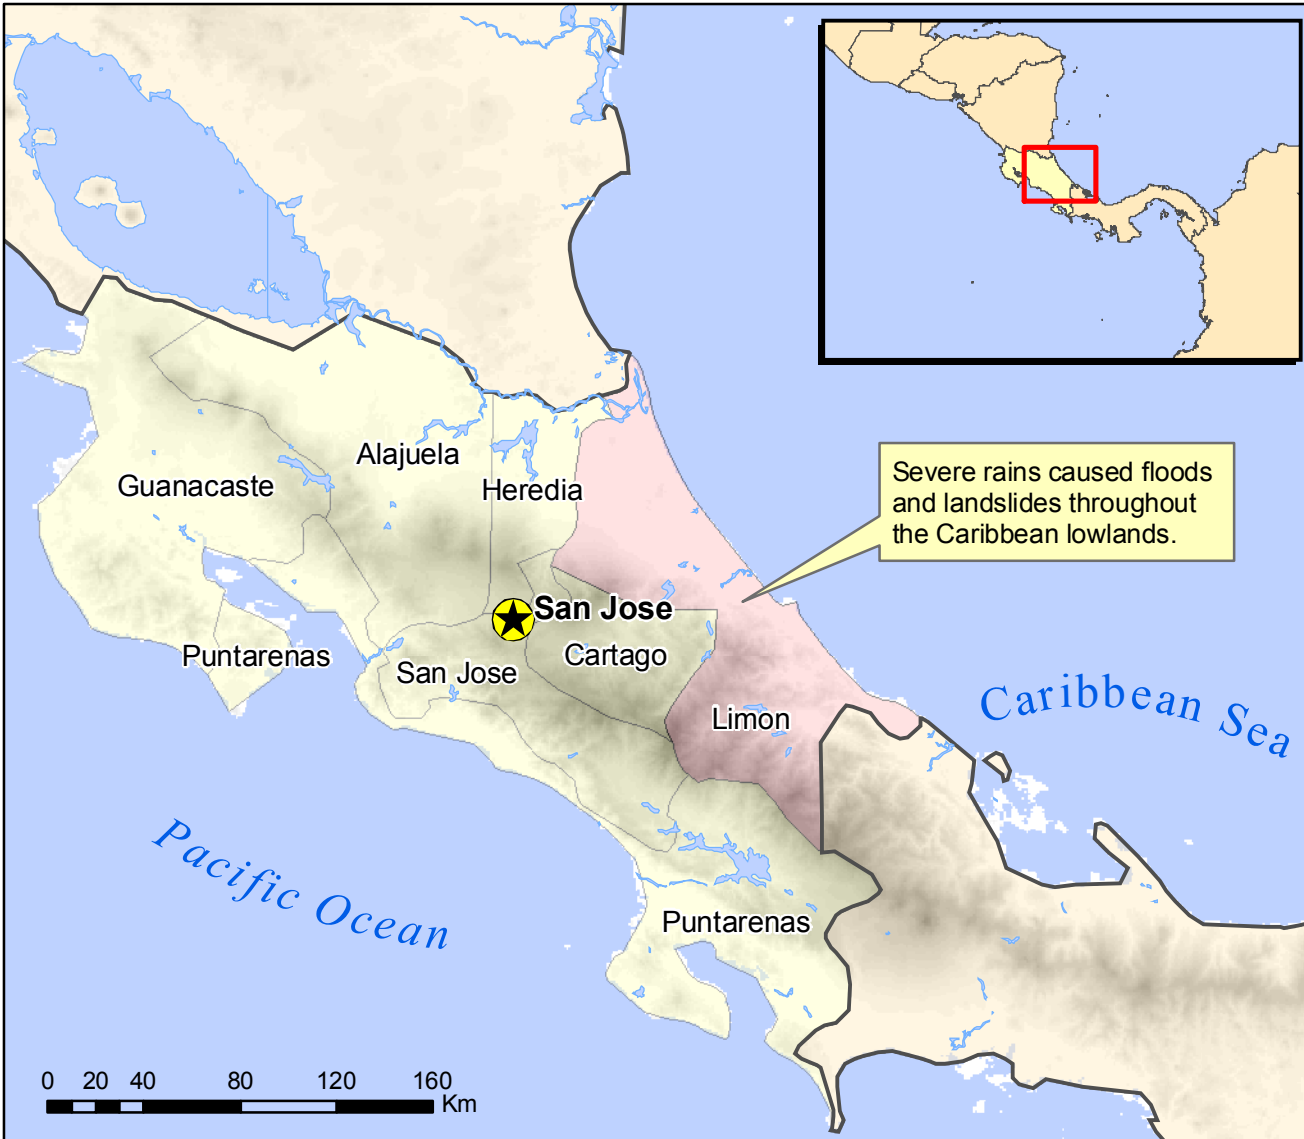 Severe rains caused floods
and landslides throughout
the Caribbean lowlands.
Alajuela
Guanacaste
Heredia
San Jose
Cartago
Puntarenas
San Jose
Limon
Caribbean Sea
Pacific Ocean
Puntarenas
0 20 40 80 120 160
Km